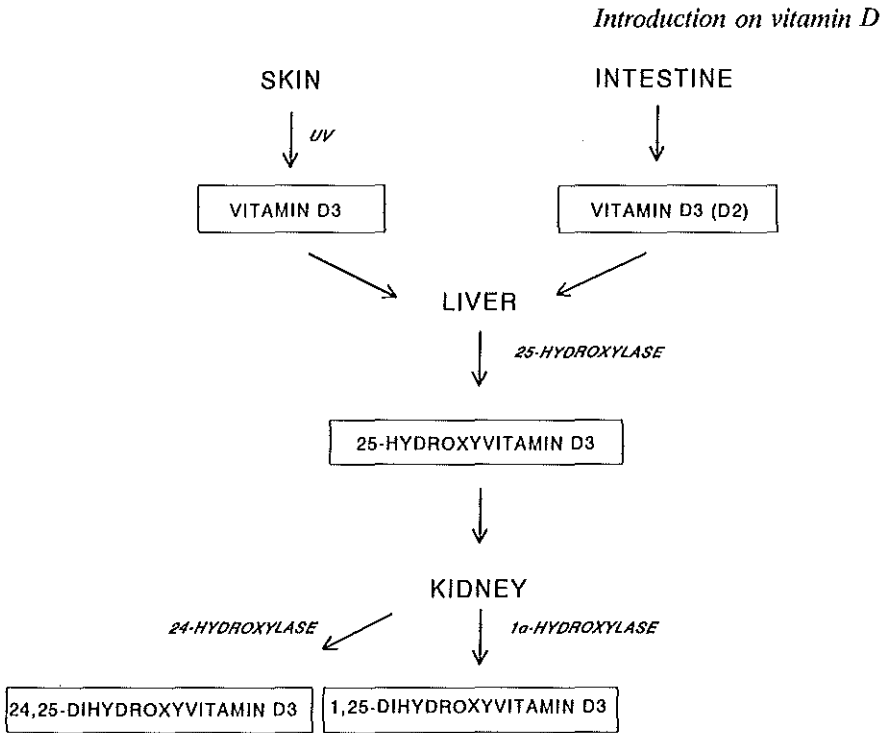 Introduction on vitamin D
SKIN INTESTINE
UV
VITAMIN D3 VITAMIN D3 (D2)
LIVER
25-HYDROXYLASE
25-HYDROXYVITAMIN D3
KIDNEY
24-HYDROXYLASE 1α-HYDROXYLASE
24,25-DIHYDROXYVITAMIN D3 1,25-DIHYDROXYVITAMIN D3